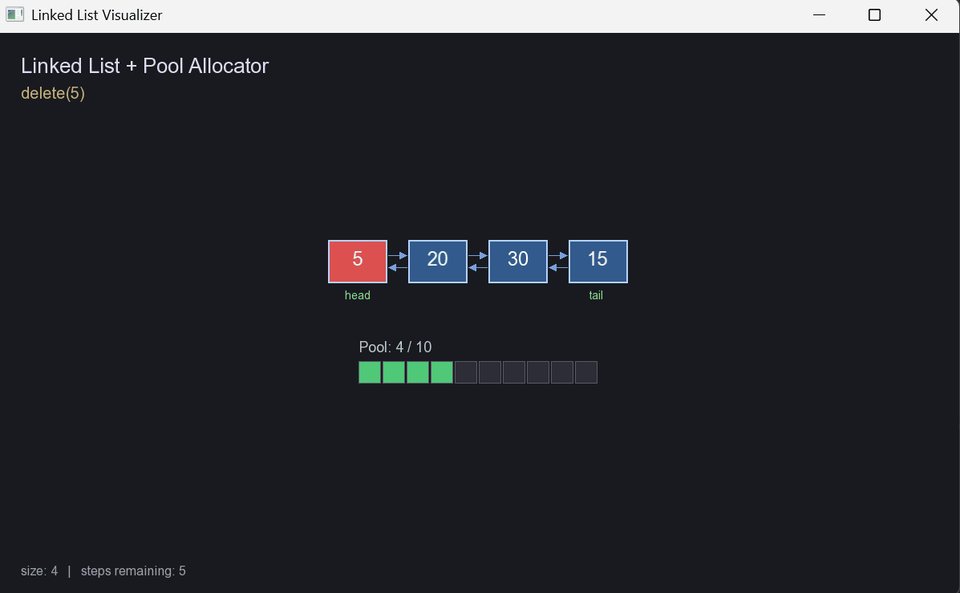 Linked List Visualizer
Linked List + Pool Allocator
delete(5)
5 20 30 15
head tail
Pool: 4 / 10
size: 4 | steps remaining: 5